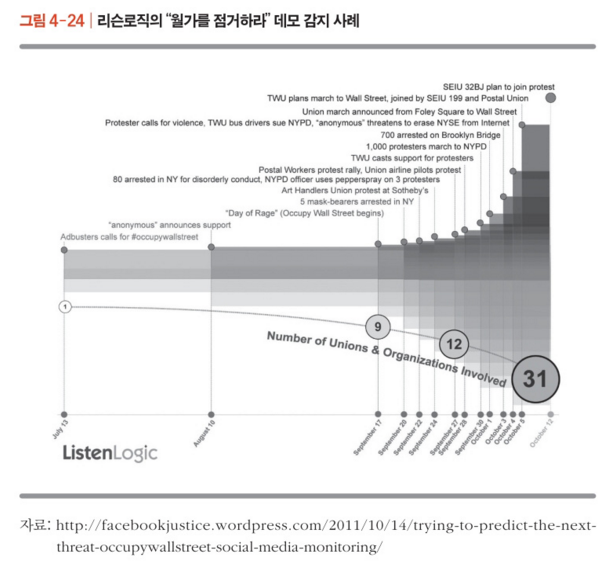 그림 4-24 | 리슨로직의 “월가를 점거하라” 데모 감지 사례
SEIU 32BJ plan to join protest
TWU plans march to Wall Street, joined by SEIU 199 and Postal Union
Union march announced from Foley Square to Wall Street
Protester calls for violence, TWU bus drivers sue NYPD, “anonymous” threatens to erase NYSE from Internet
700 arrested on Brooklyn Bridge
1,000 protesters march to NYPD
TWU casts support for protesters
Postal Workers protest rally, Union airline pilots protest
80 arrested in NY for disorderly conduct, NYPD officer uses pepperspray on 3 protesters
Art Handlers Union protest at Sotheby’s
5 mask-bearers arrested in NY
“Day of Rage” (Occupy Wall Street begins)
“anonymous” announces support
Adbusters calls for #occupywallstreet
1
9
12
31
Number of Unions & Organizations Involved
July 13
August 10
September 17
September 20
September 22
September 24
September 27
September 28
September 30
October 1
October 3
October 4
October 5
October 12
ListenLogic
자료: http://facebookjustice.wordpress.com/2011/10/14/trying-to-predict-the-next-
threat-occupywallstreet-social-media-monitoring/